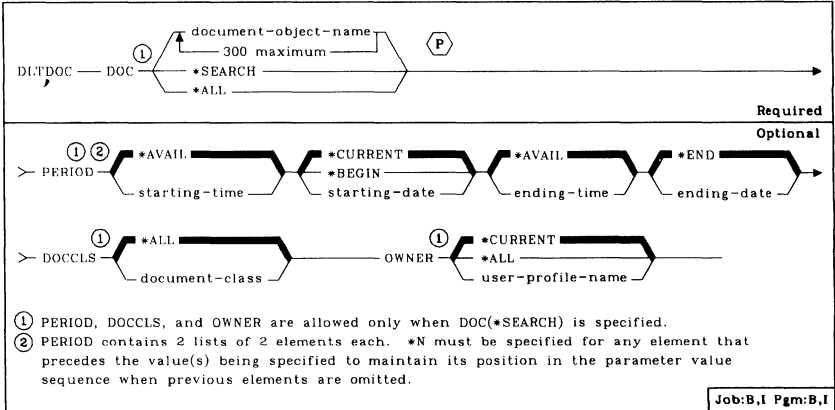 document-object-name
300 maximum
① P
DLTDOC DOC *SEARCH
*ALL
Required
Optional
① ② *AVAIL *CURRENT *AVAIL *END
PERIOD *BEGIN
starting-time starting-date ending-time ending-date
① *ALL ① *CURRENT
DOCCLS OWNER *ALL
document-class user-profile-name
① PERIOD, DOCCLS, and OWNER are allowed only when DOC(*SEARCH) is specified.
② PERIOD contains 2 lists of 2 elements each. *N must be specified for any element that
precedes the value(s) being specified to maintain its position in the parameter value
sequence when previous elements are omitted.
Job:B,I Pgm:B,I